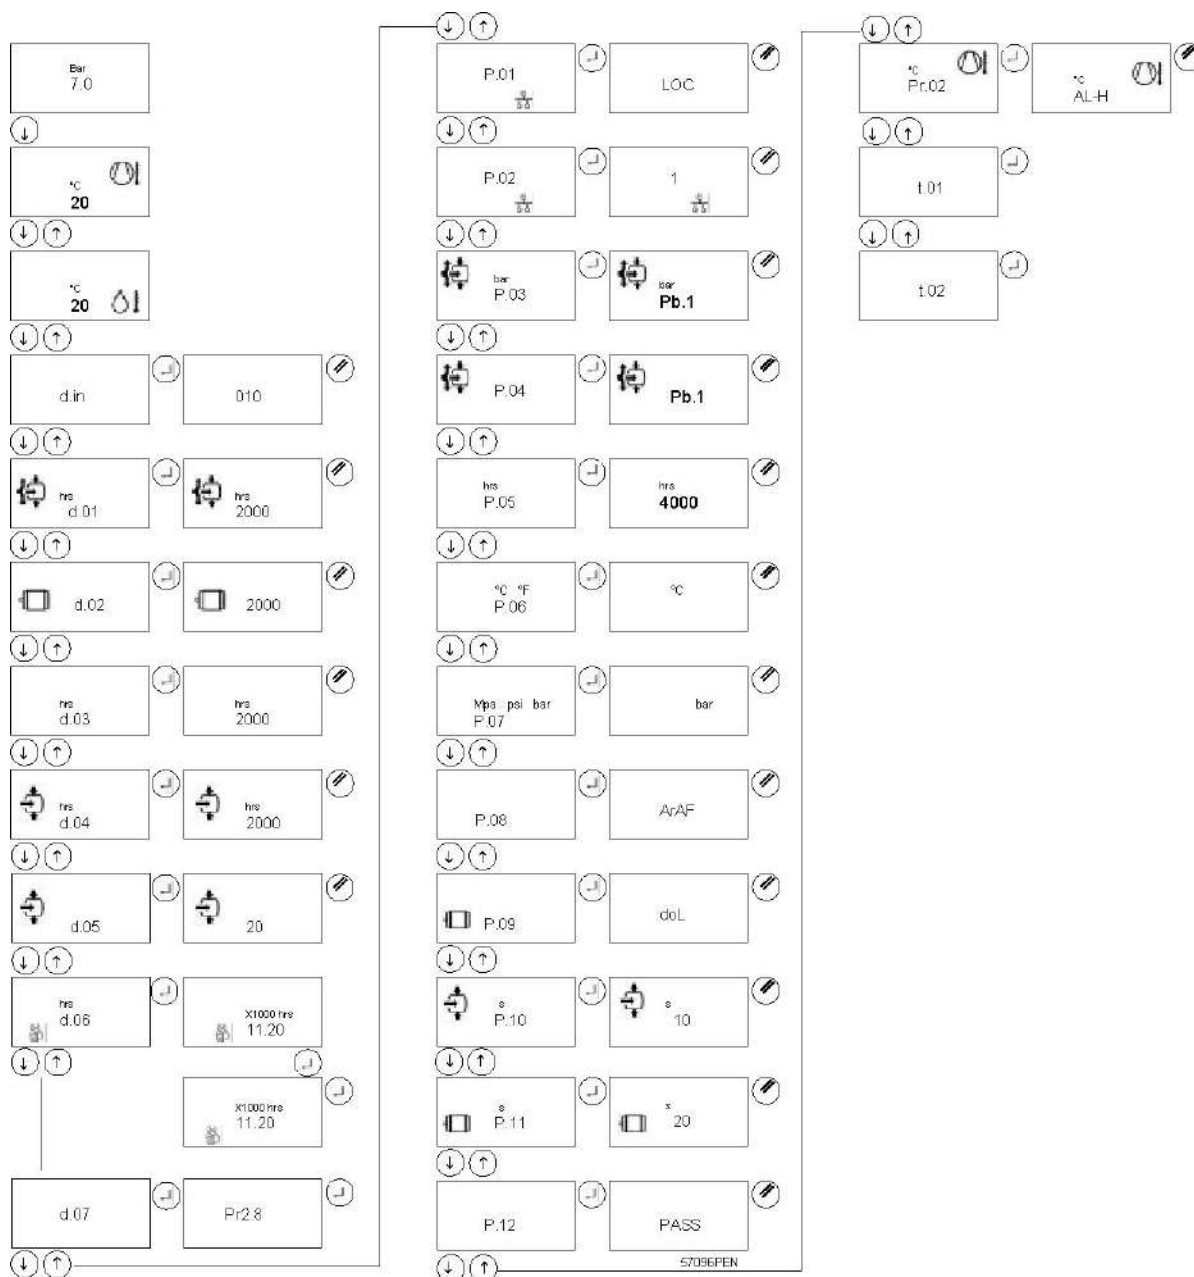 Bar
7.0
°C
20
°C
20
d.in
010
hrs
d.01
hrs
2000
d.02
2000
hrs
d.03
hrs
2000
hrs
d.04
hrs
2000
d.05
20
hrs
d.06
X1000 hrs
11.20
X1000 hrs
11.20
d.07
Pr2.8
P.01
LOC
P.02
1
bar
P.03
bar
Pb.1
P.04
Pb.1
hrs
P.05
hrs
4000
°C °F
P.06
°C
Mpa psi bar
P.07
bar
P.08
ArAF
P.09
doL
s
P.10
s
10
s
P.11
s
20
P.12
PASS
57096PEN
°C
Pr.02
°C
AL-H
t.01
t.02